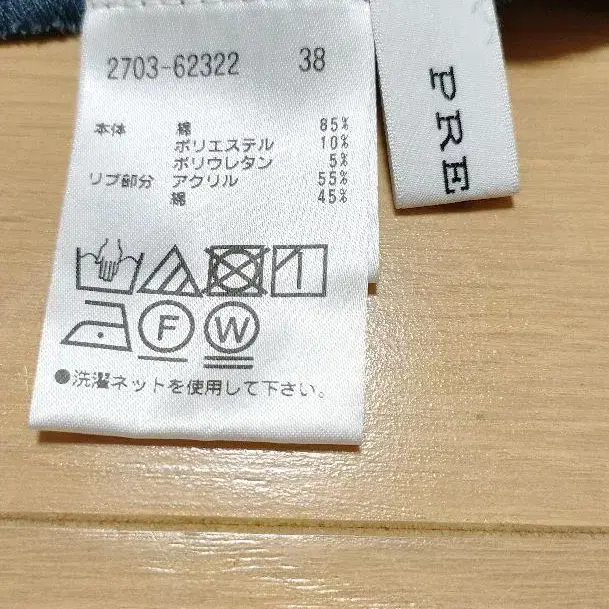 2703-62322 38
本体 綿 85%
ポリエステル 10%
ポリウレタン 5%
リブ部分 アクリル 55%
綿 45%
F W
●洗濯ネットを使用して下さい。
PRE